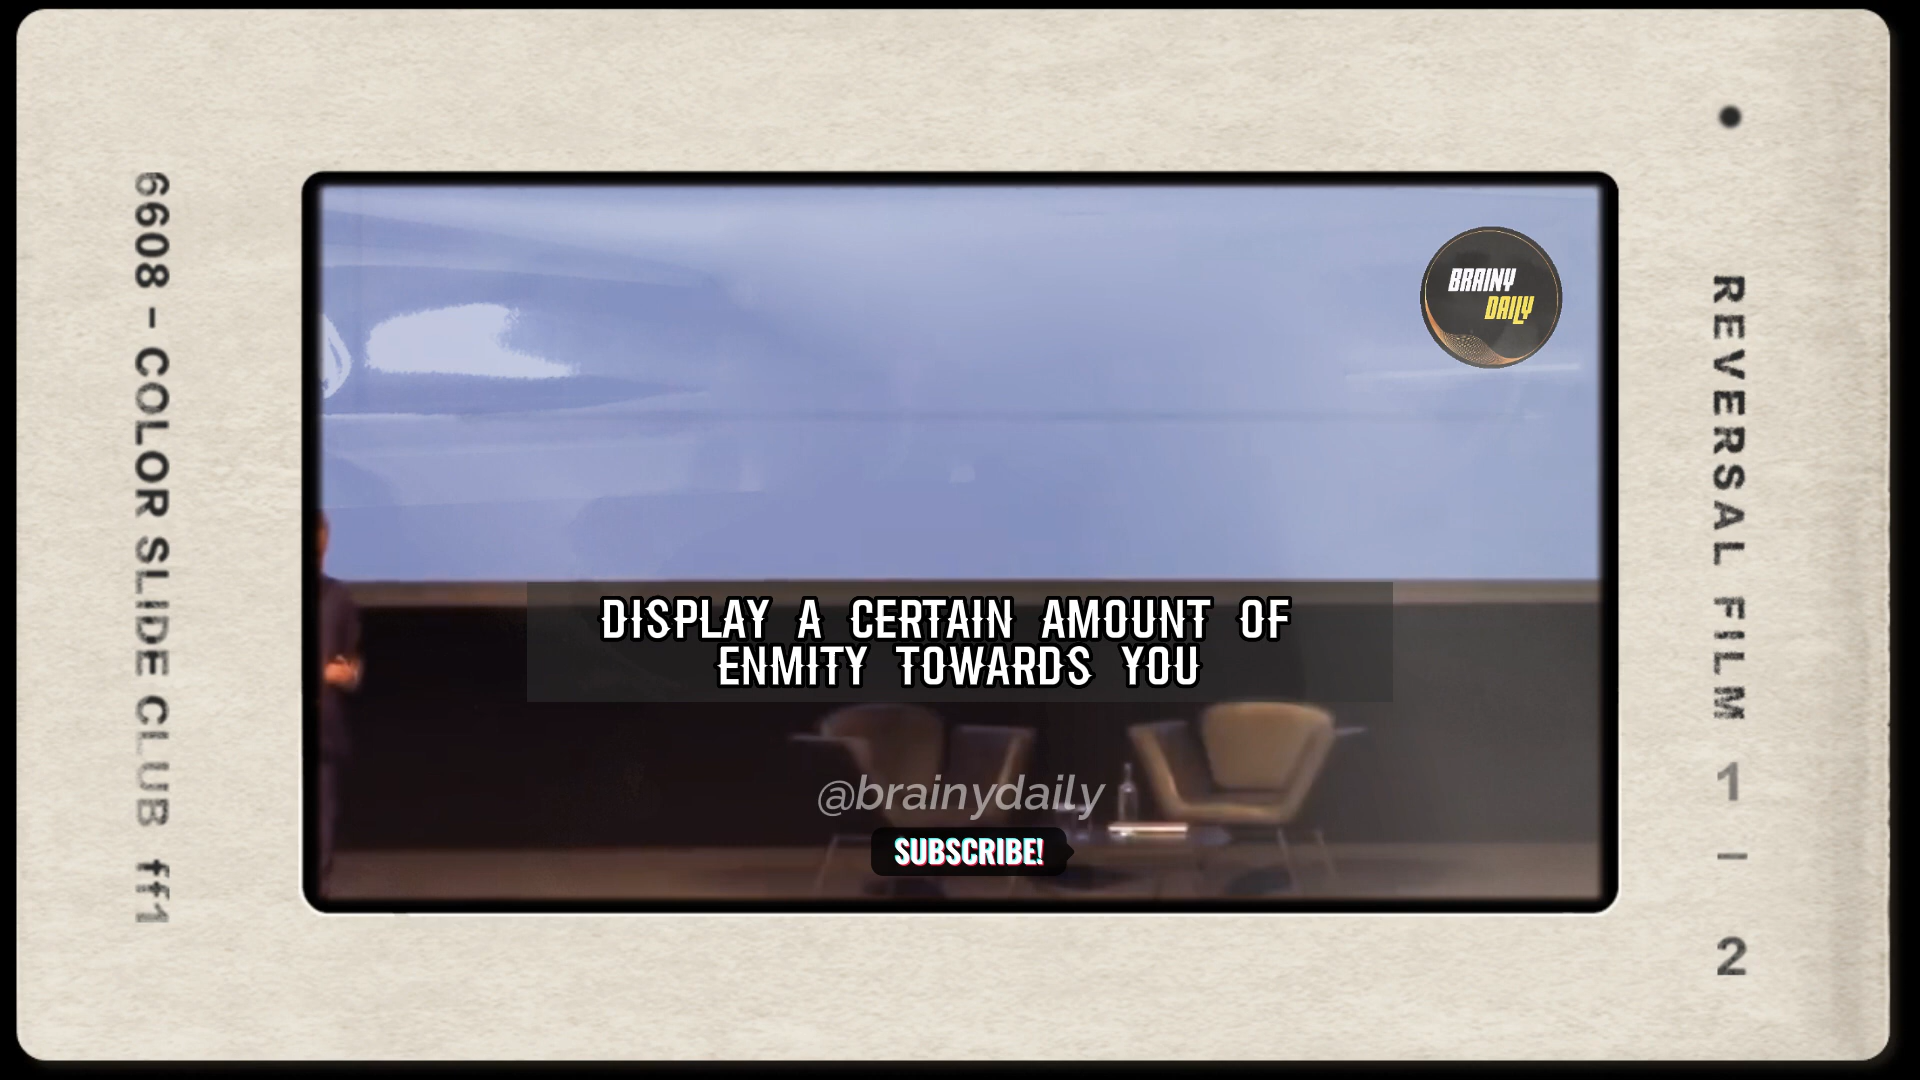 6608 - COLOR SLIDE CLUB ff1
BRAINY
DAILY
DISPLAY A CERTAIN AMOUNT OF
ENMITY TOWARDS YOU
@brainydaily
SUBSCRIBE!
REVERSAL FILM 1 - 2